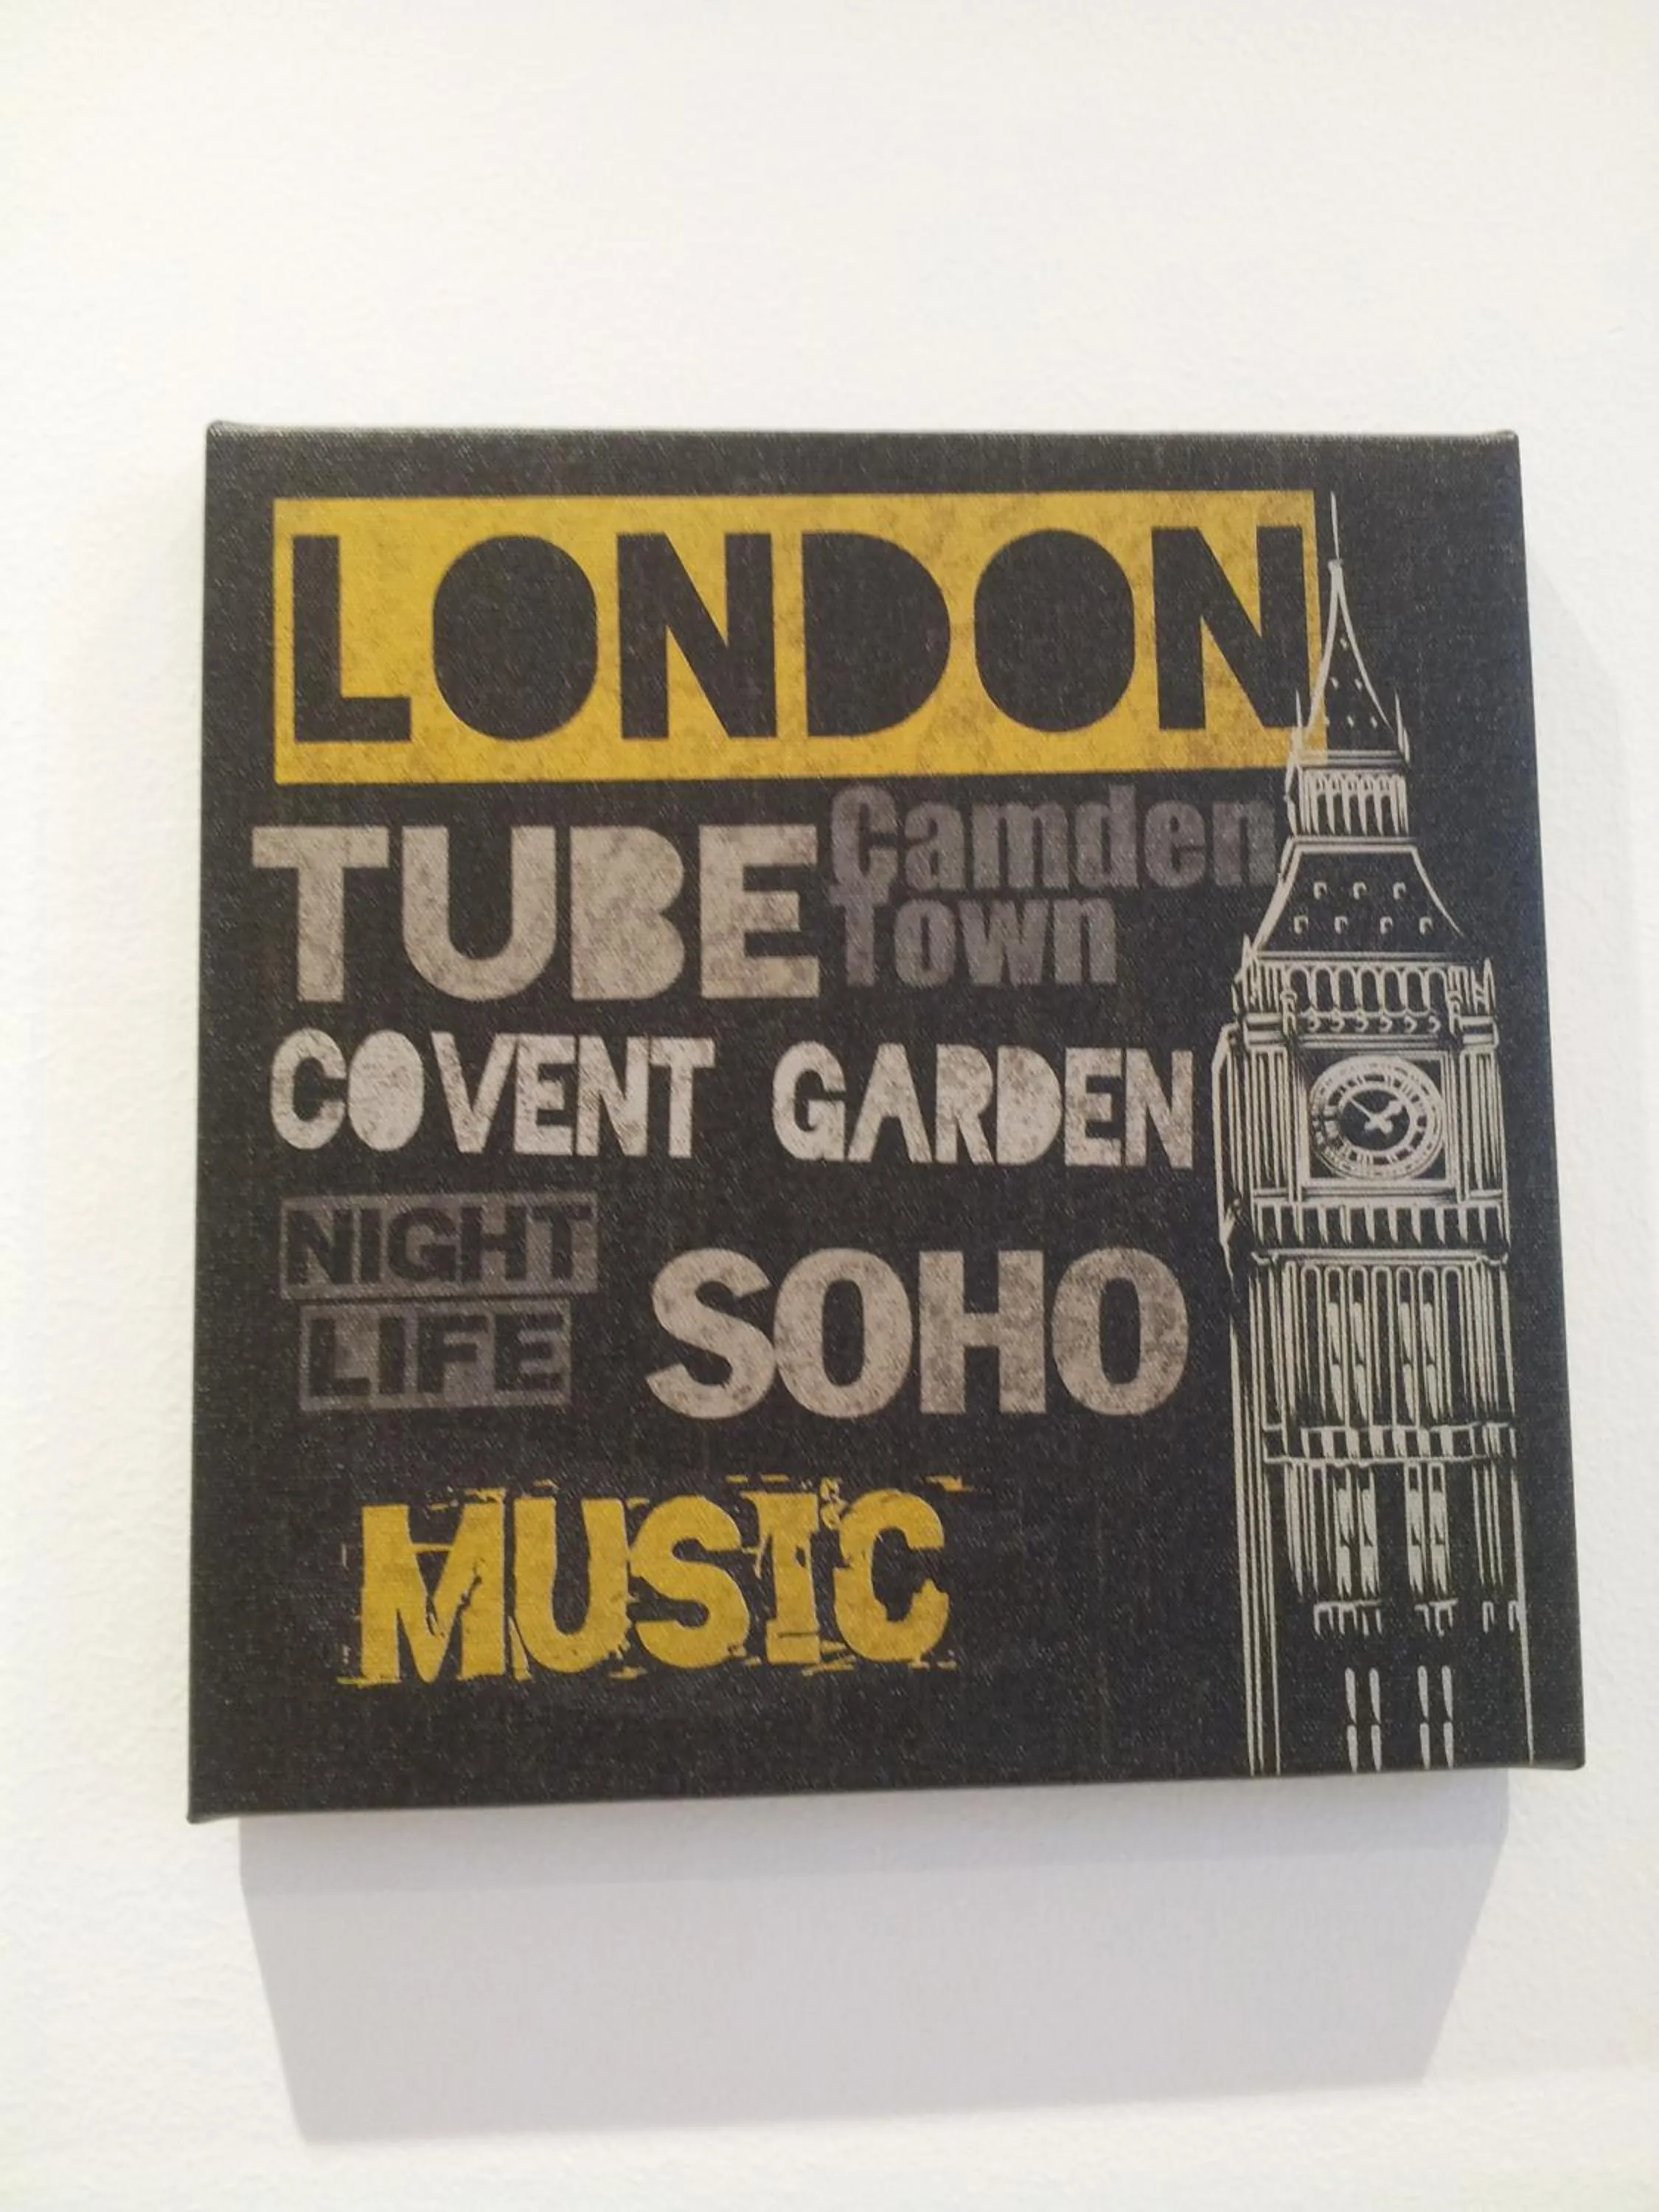 LONDON
TUBE
Camden
Town
COVENT GARDEN
NIGHT
LIFE
SOHO
MUSIC